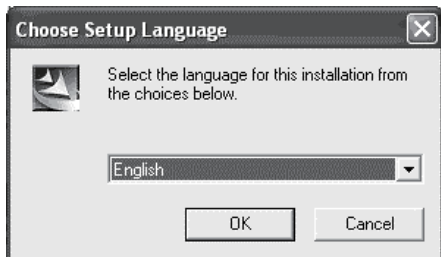 Choose Setup Language
Select the language for this installation from
the choices below.
English
OK
Cancel